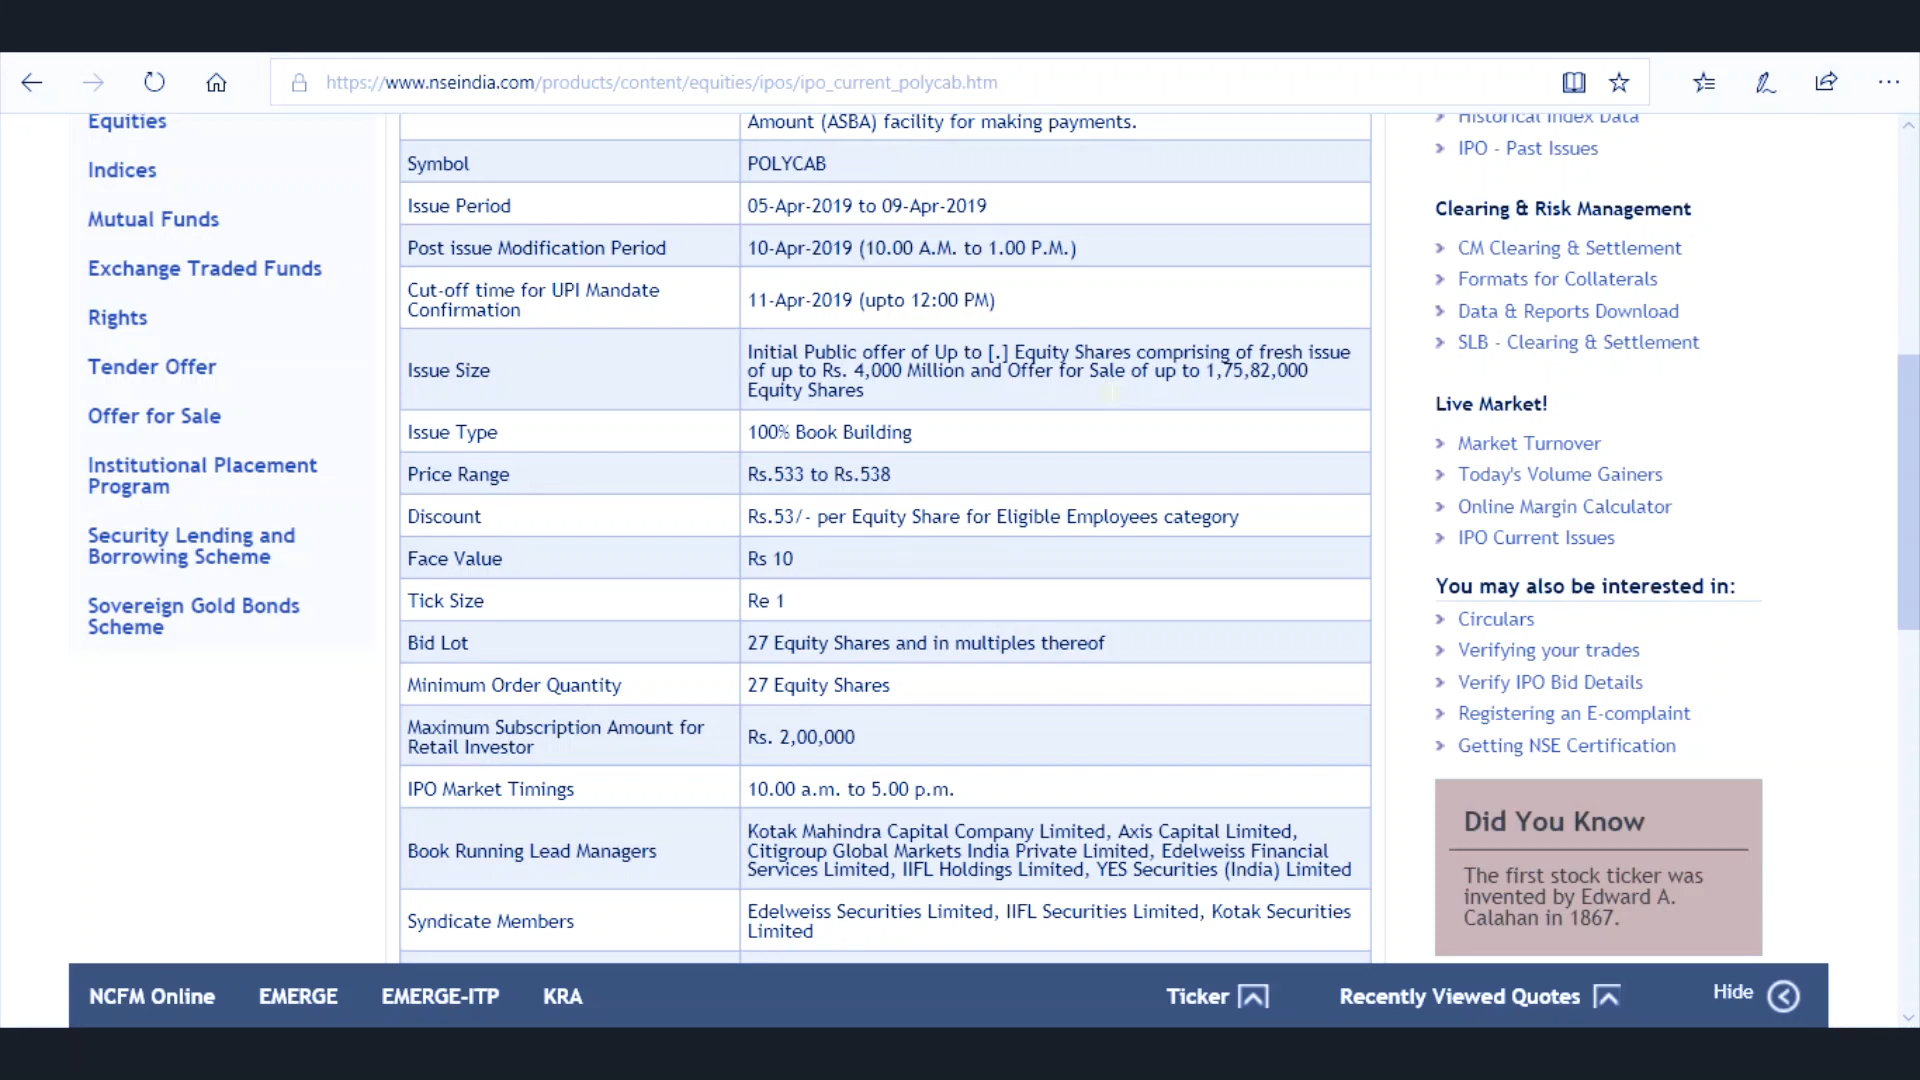 https://www.nseindia.com/products/content/equities/ipos/ipo_current_polycab.htm
Equities
Indices
Mutual Funds
Exchange Traded Funds
Rights
Tender Offer
Offer for Sale
Institutional Placement
Program
Security Lending and
Borrowing Scheme
Sovereign Gold Bonds
Scheme
Amount (ASBA) facility for making payments.
Symbol
POLYCAB
Issue Period
05-Apr-2019 to 09-Apr-2019
Post issue Modification Period
10-Apr-2019 (10.00 A.M. to 1.00 P.M.)
Cut-off time for UPI Mandate
Confirmation
11-Apr-2019 (upto 12:00 PM)
Issue Size
Initial Public offer of Up to [.] Equity Shares comprising of fresh issue
of up to Rs. 4,000 Million and Offer for Sale of up to 1,75,82,000
Equity Shares
Issue Type
100% Book Building
Price Range
Rs.533 to Rs.538
Discount
Rs.53/- per Equity Share for Eligible Employees category
Face Value
Rs 10
Tick Size
Re 1
Bid Lot
27 Equity Shares and in multiples thereof
Minimum Order Quantity
27 Equity Shares
Maximum Subscription Amount for
Retail Investor
Rs. 2,00,000
IPO Market Timings
10.00 a.m. to 5.00 p.m.
Book Running Lead Managers
Kotak Mahindra Capital Company Limited, Axis Capital Limited,
Citigroup Global Markets India Private Limited, Edelweiss Financial
Services Limited, IIFL Holdings Limited, YES Securities (India) Limited
Syndicate Members
Edelweiss Securities Limited, IIFL Securities Limited, Kotak Securities
Limited
Historical Index Data
IPO - Past Issues
Clearing & Risk Management
CM Clearing & Settlement
Formats for Collaterals
Data & Reports Download
SLB - Clearing & Settlement
Live Market!
Market Turnover
Today's Volume Gainers
Online Margin Calculator
IPO Current Issues
You may also be interested in:
Circulars
Verifying your trades
Verify IPO Bid Details
Registering an E-complaint
Getting NSE Certification
Did You Know
The first stock ticker was
invented by Edward A.
Calahan in 1867.
NCFM Online EMERGE EMERGE-ITP KRA Ticker Recently Viewed Quotes Hide